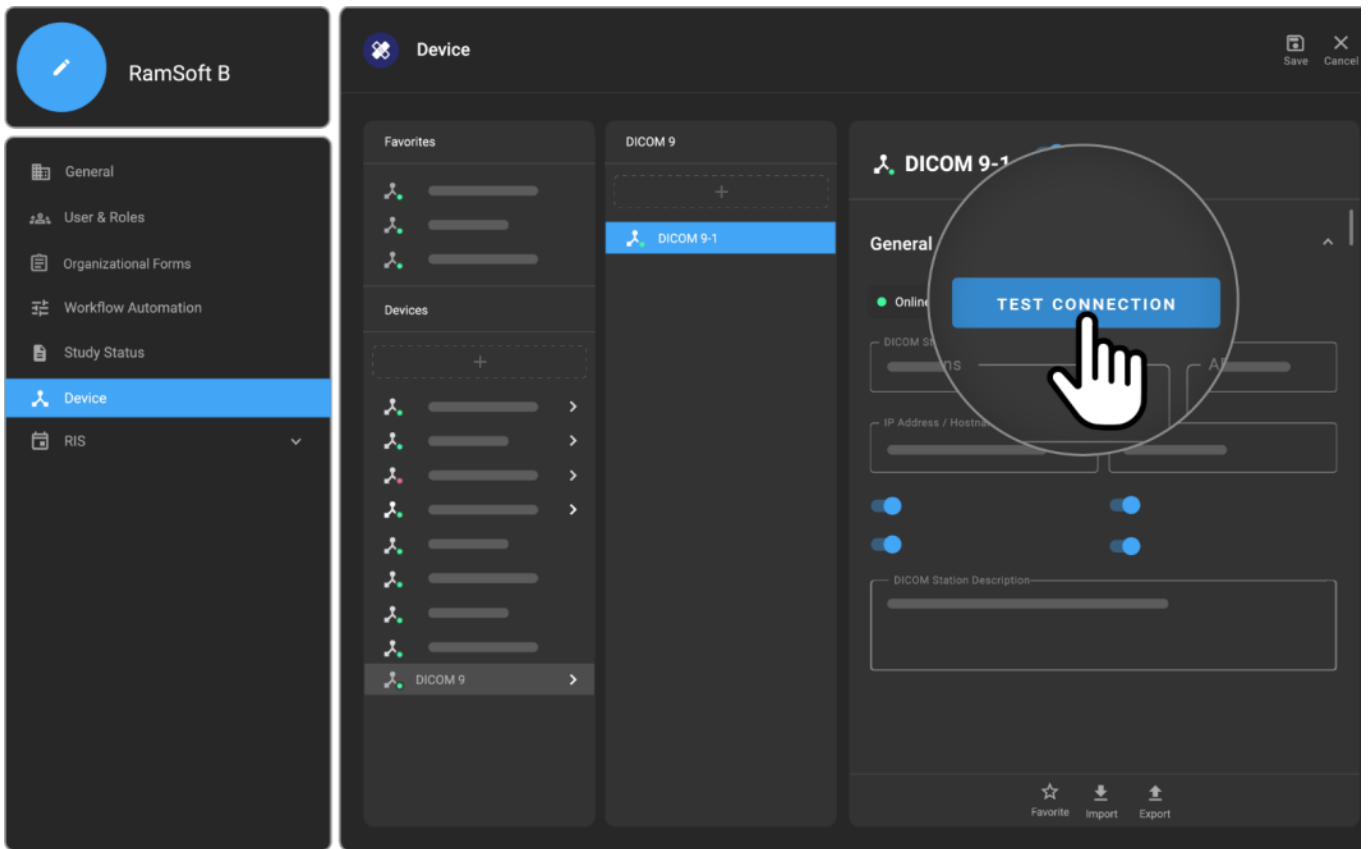 RamSoft B
General
User & Roles
Organizational Forms
Workflow Automation
Study Status
Device
RIS
Device
Save
Cancel
Favorites
Devices
DICOM 9
DICOM 9
DICOM 9-1
DICOM 9-1
General
Online
TEST CONNECTION
DICOM
IP Address /
DICOM Station Description
Favorite
Import
Export